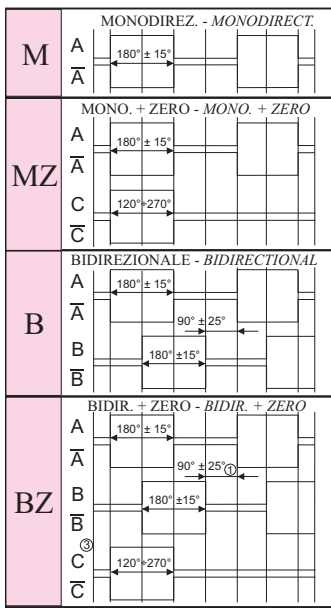 M
MONODIREZ. - MONODIRECT.
A
180° ± 15°
A̅
MZ
MONO. + ZERO - MONO. + ZERO
A
180° ± 15°
A̅
C
120°÷270°
C̅
B
BIDIREZIONALE - BIDIRECTIONAL
A
180° ± 15°
A̅
90° ± 25°
B
180° ±15°
B̅
BZ
BIDIR. + ZERO - BIDIR. + ZERO
A
180° ± 15°
A̅
90° ± 25° ①
B
180° ±15°
B̅
③
C
120°÷270°
C̅